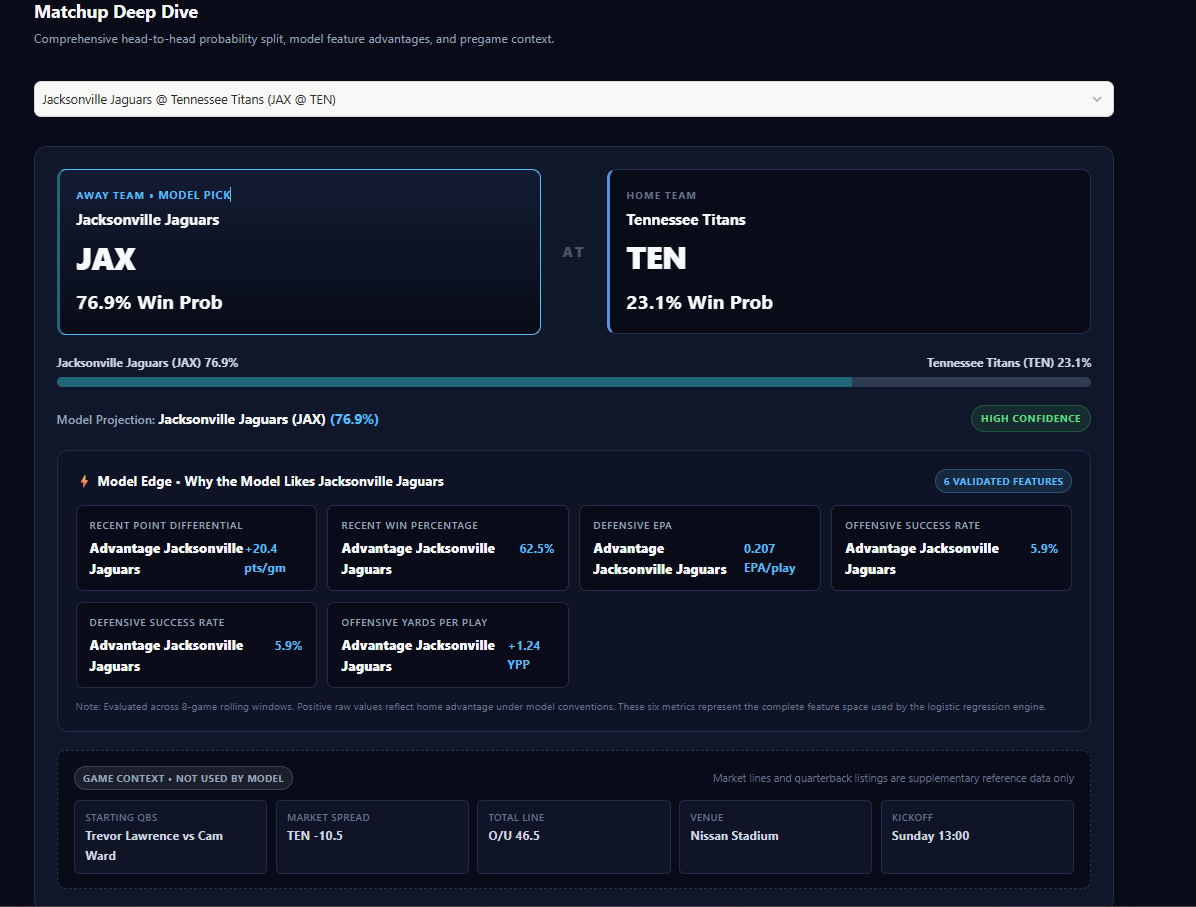 Matchup Deep Dive
Comprehensive head-to-head probability split, model feature advantages, and pregame context.
Jacksonville Jaguars @ Tennessee Titans (JAX @ TEN)
AWAY TEAM • MODEL PICK
Jacksonville Jaguars
JAX
76.9% Win Prob
AT
HOME TEAM
Tennessee Titans
TEN
23.1% Win Prob
Jacksonville Jaguars (JAX) 76.9%
Tennessee Titans (TEN) 23.1%
Model Projection: Jacksonville Jaguars (JAX) (76.9%)
HIGH CONFIDENCE
Model Edge • Why the Model Likes Jacksonville Jaguars
6 VALIDATED FEATURES
RECENT POINT DIFFERENTIAL
Advantage Jacksonville
Jaguars
+20.4
pts/gm
RECENT WIN PERCENTAGE
Advantage Jacksonville
Jaguars
62.5%
DEFENSIVE EPA
Advantage
Jacksonville Jaguars
0.207
EPA/play
OFFENSIVE SUCCESS RATE
Advantage Jacksonville
Jaguars
5.9%
DEFENSIVE SUCCESS RATE
Advantage Jacksonville
Jaguars
5.9%
OFFENSIVE YARDS PER PLAY
Advantage Jacksonville
Jaguars
+1.24
YPP
Note: Evaluated across 8-game rolling windows. Positive raw values reflect home advantage under model conventions. These six metrics represent the complete feature space used by the logistic regression engine.
GAME CONTEXT • NOT USED BY MODEL
Market lines and quarterback listings are supplementary reference data only
STARTING QBS
Trevor Lawrence vs Cam
Ward
MARKET SPREAD
TEN -10.5
TOTAL LINE
O/U 46.5
VENUE
Nissan Stadium
KICKOFF
Sunday 13:00